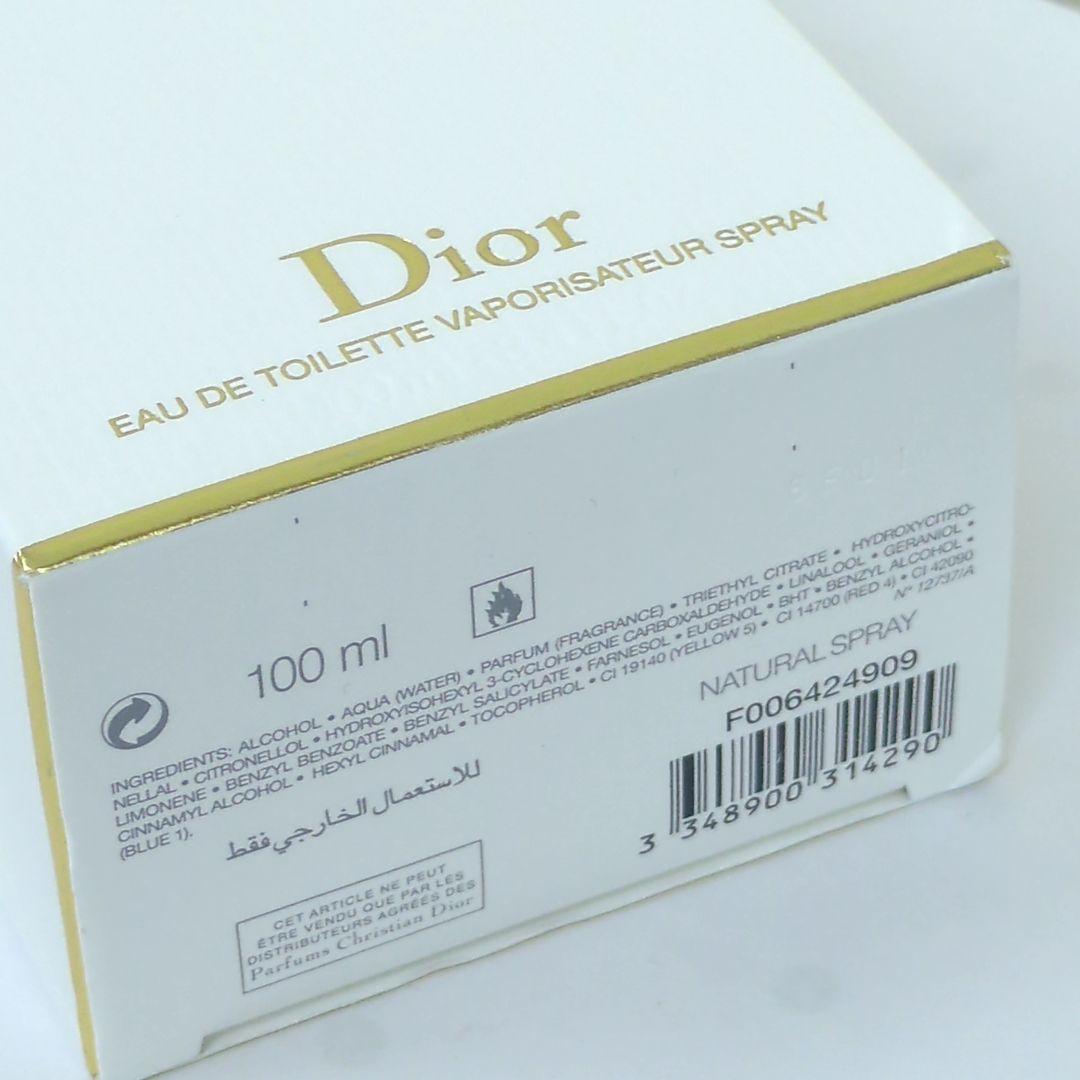 Dior
EAU DE TOILETTE VAPORISATEUR SPRAY
100 ml
INGREDIENTS: ALCOHOL • AQUA (WATER) • PARFUM (FRAGRANCE) • TRIETHYL CITRATE • HYDROXYCITRO-
NELLAL • CITRONELLOL • HYDROXYISOHEXYL 3-CYCLOHEXENE CARBOXALDEHYDE • LINALOOL • GERANIOL •
LIMONENE • BENZYL BENZOATE • BENZYL SALICYLATE • FARNESOL • EUGENOL • BHT • BENZYL ALCOHOL •
CINNAMYL ALCOHOL • HEXYL CINNAMAL • TOCOPHEROL • CI 19140 (YELLOW 5) • CI 14700 (RED 4) • CI 42090
(BLUE 1).
N° 12737/A
للاستعمال الخارجي فقط
NATURAL SPRAY
F006424909
3 348900 314290
CET ARTICLE NE PEUT
ÊTRE VENDU QUE PAR LES
DISTRIBUTEURS AGRÉÉS DES
Parfums Christian Dior